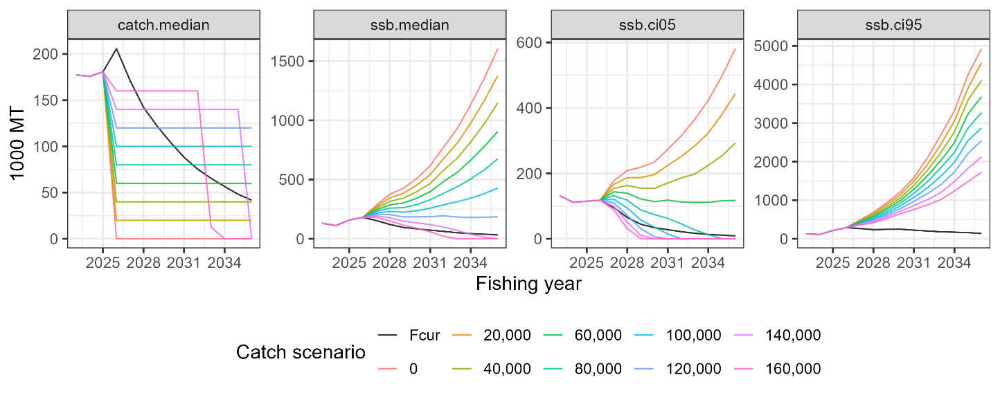 catch.median ssb.median ssb.ci05 ssb.ci95
1000 MT
200
150
100
50
0
1500
1000
500
0
600
400
200
0
5000
4000
3000
2000
1000
0
2025 2028 2031 2034 2025 2028 2031 2034 2025 2028 2031 2034 2025 2028 2031 2034
Fishing year
Catch scenario
Fcur 20,000 60,000 100,000 140,000
0 40,000 80,000 120,000 160,000